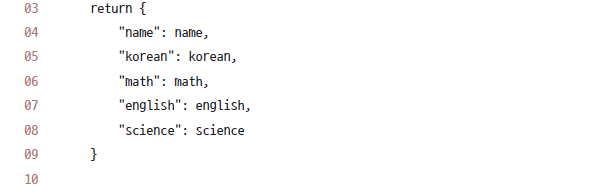 03 return {
04 "name": name,
05 "korean": korean,
06 "math": math,
07 "english": english,
08 "science": science
09 }
10